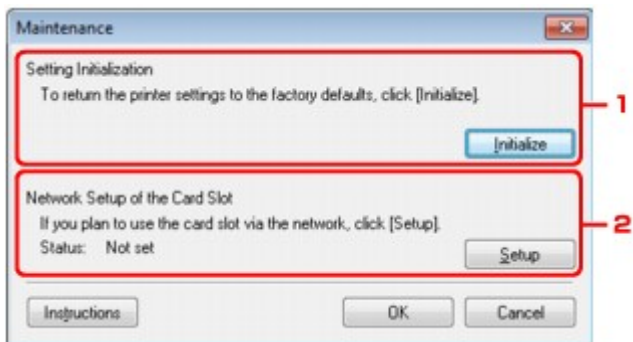 Maintenance
Setting Initialization
To return the printer settings to the factory defaults, click [Initialize].
Initialize
1
Network Setup of the Card Slot
If you plan to use the card slot via the network, click [Setup].
Status: Not set
Setup
2
Instructions
OK
Cancel